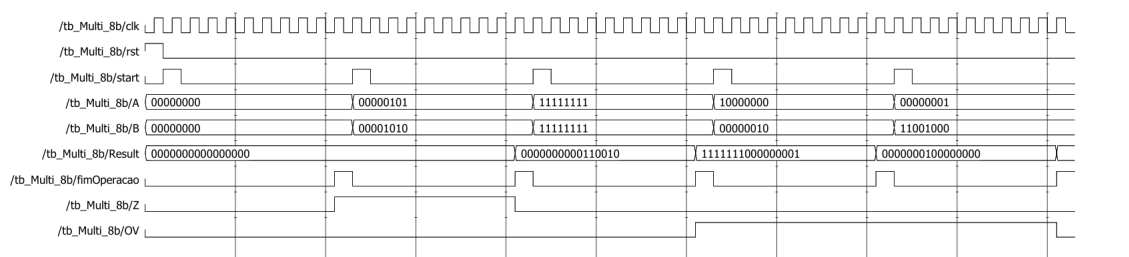 /tb_Multi_8b/clk
/tb_Multi_8b/rst
/tb_Multi_8b/start
/tb_Multi_8b/A 00000000 00000101 11111111 10000000 00000001
/tb_Multi_8b/B 00000000 00001010 11111111 00000010 11001000
/tb_Multi_8b/Result 0000000000000000 0000000000110010 1111111000000001 0000000100000000
/tb_Multi_8b/fimOperacao
/tb_Multi_8b/Z
/tb_Multi_8b/OV